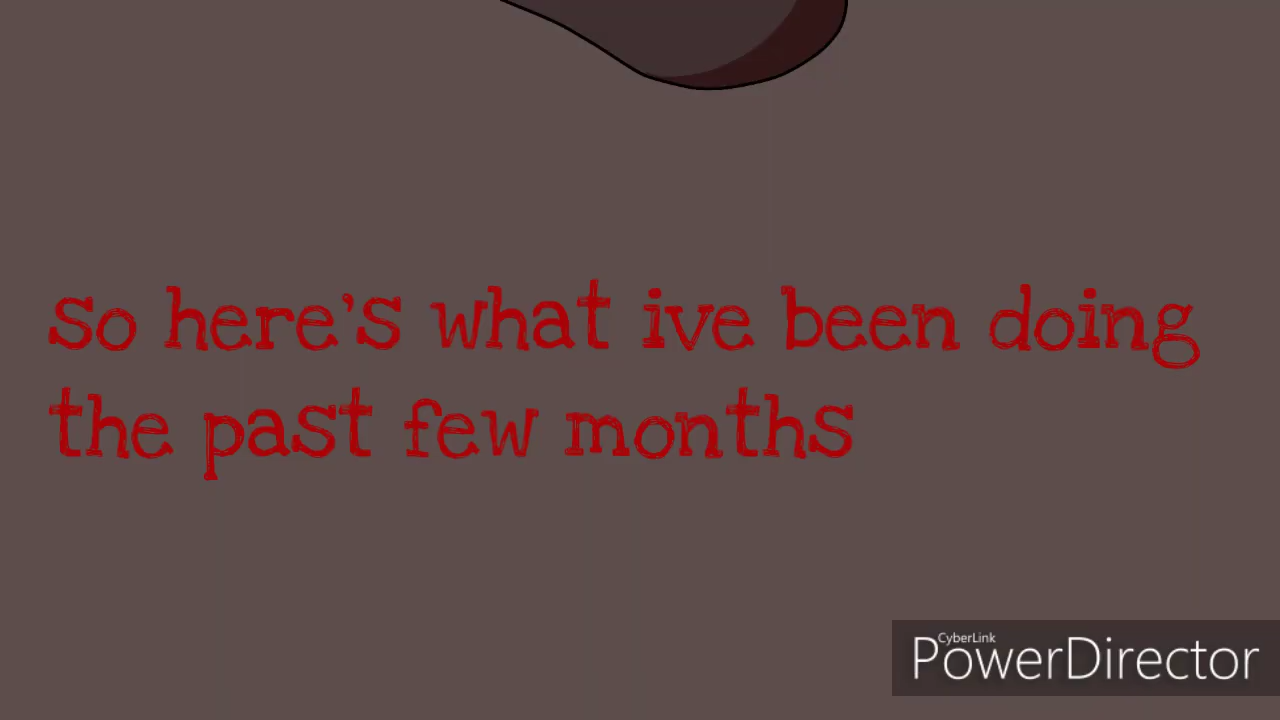 so here's what ive been doing
the past few months
CyberLink
PowerDirector